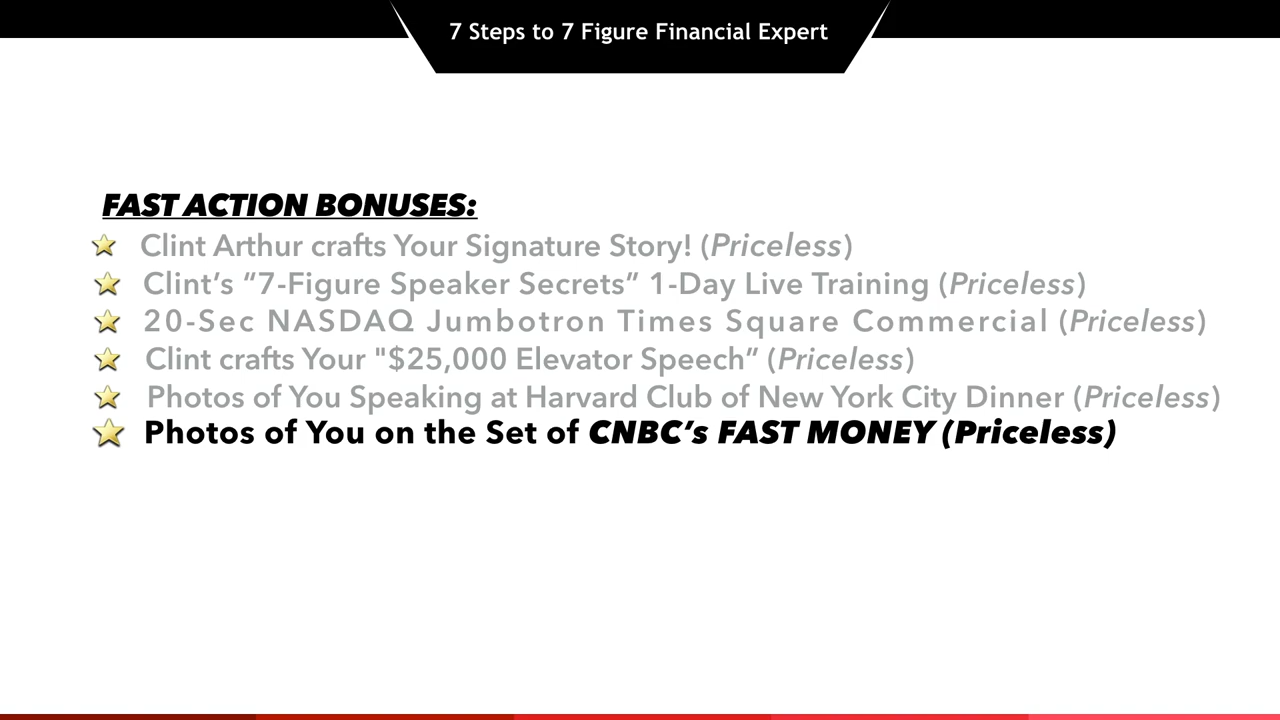 7 Steps to 7 Figure Financial Expert
FAST ACTION BONUSES:
Clint Arthur crafts Your Signature Story! (Priceless)
Clint’s “7-Figure Speaker Secrets” 1-Day Live Training (Priceless)
20-Sec NASDAQ Jumbotron Times Square Commercial (Priceless)
Clint crafts Your "$25,000 Elevator Speech” (Priceless)
Photos of You Speaking at Harvard Club of New York City Dinner (Priceless)
Photos of You on the Set of CNBC’s FAST MONEY (Priceless)